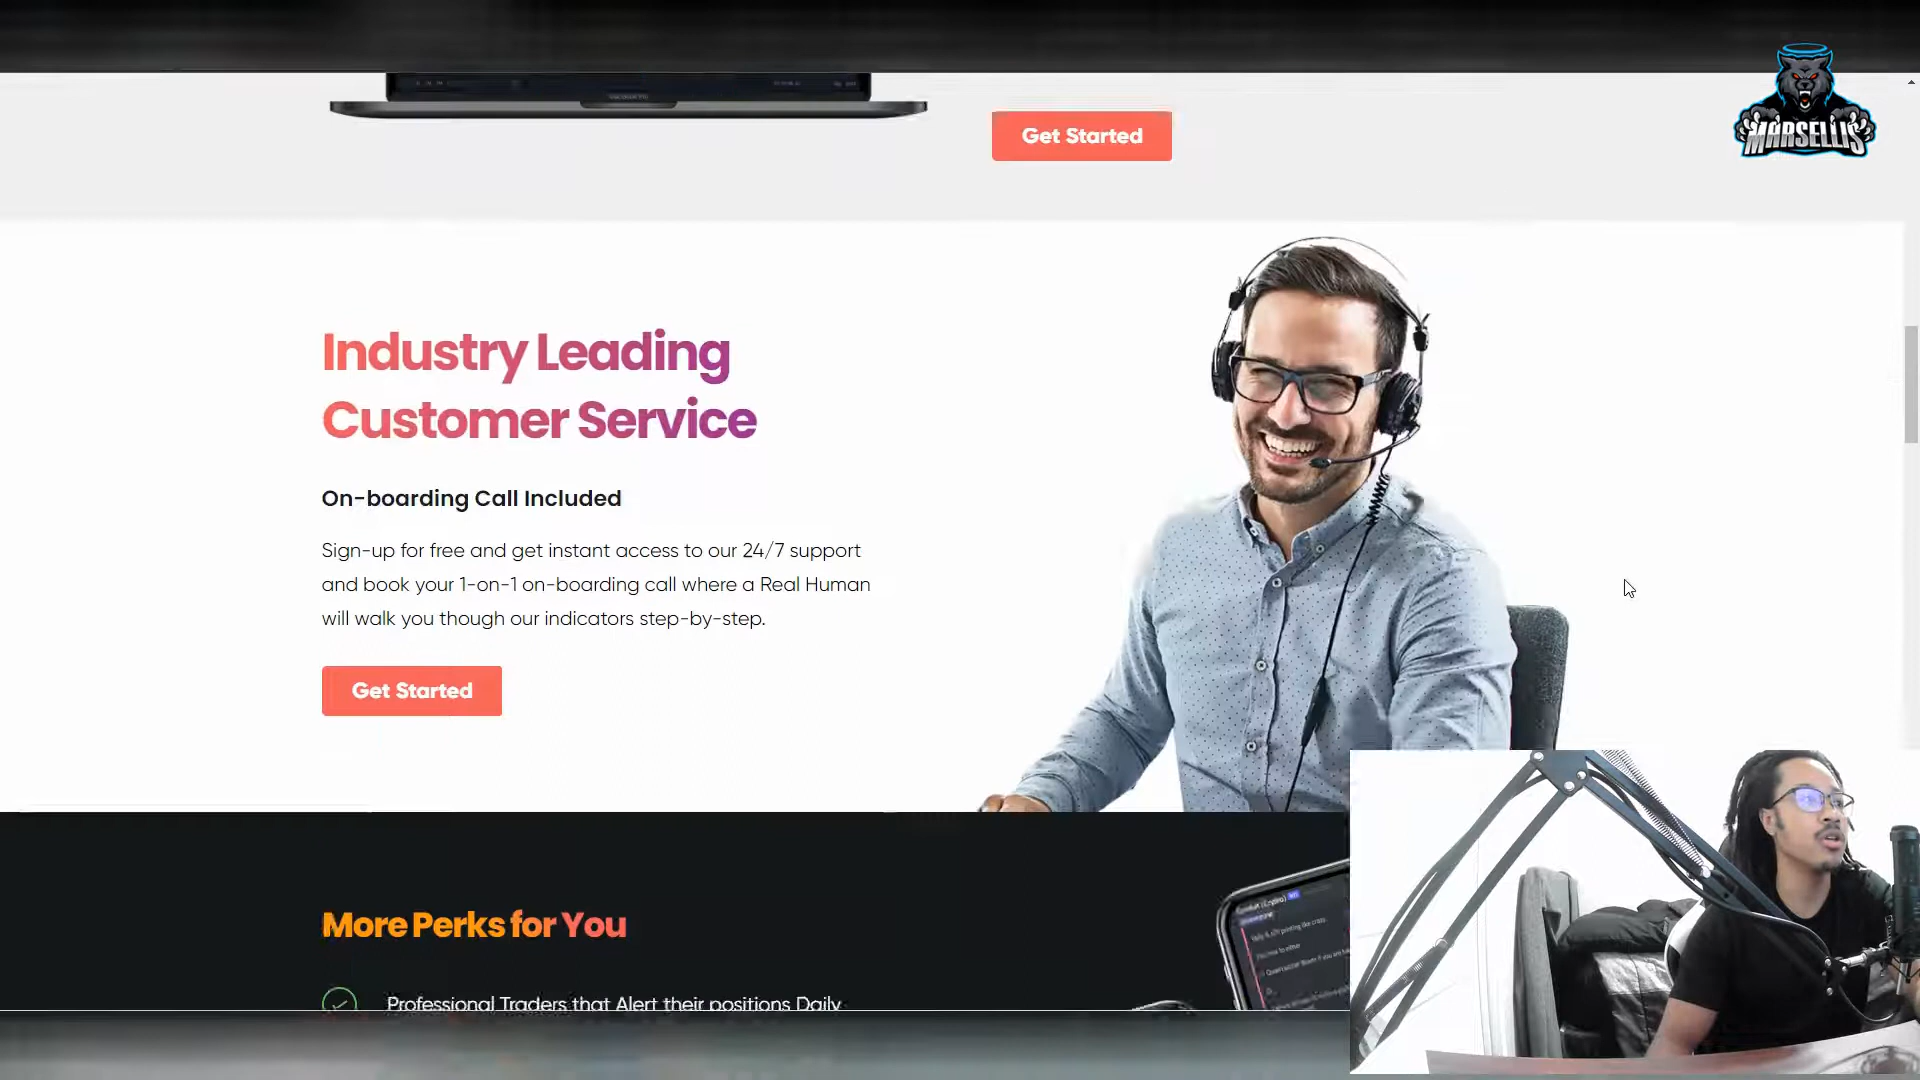 Get Started
MARSELLIS
Industry Leading
Customer Service
On-boarding Call Included
Sign-up for free and get instant access to our 24/7 support
and book your 1-on-1 on-boarding call where a Real Human
will walk you though our indicators step-by-step.
Get Started
More Perks for You
Professional Traders that Alert their positions Daily